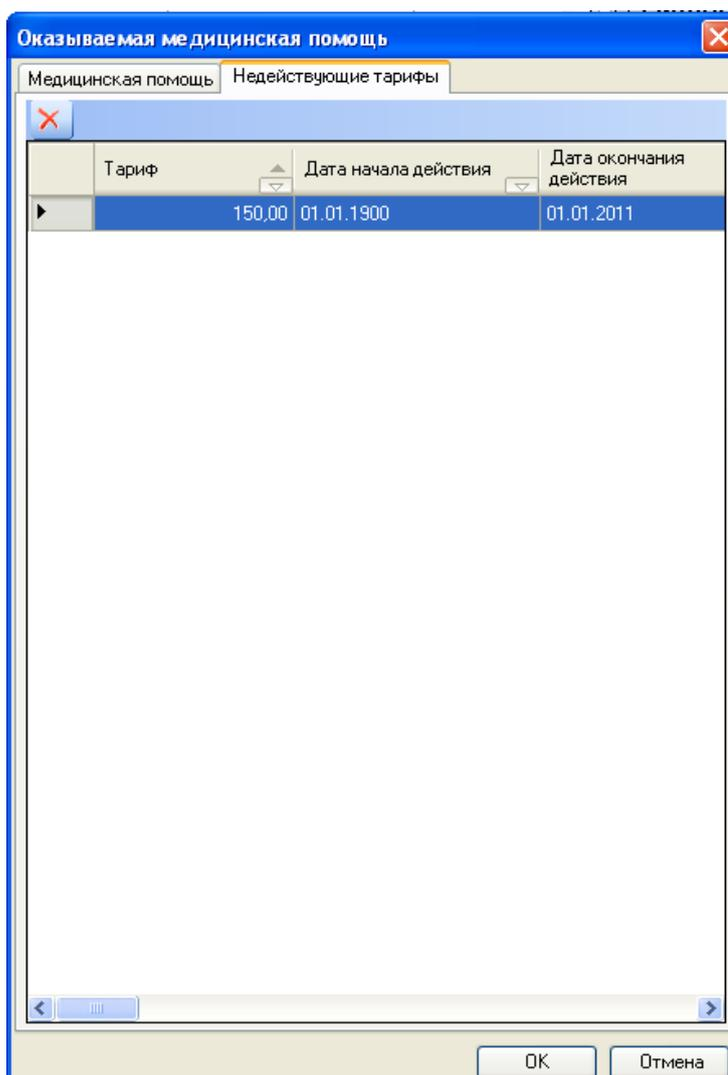 Оказываемая медицинская помощь
Медицинская помощь Недействующие тарифы
Тариф Дата начала действия Дата окончания
действия
150,00 01.01.1900 01.01.2011
OK Отмена